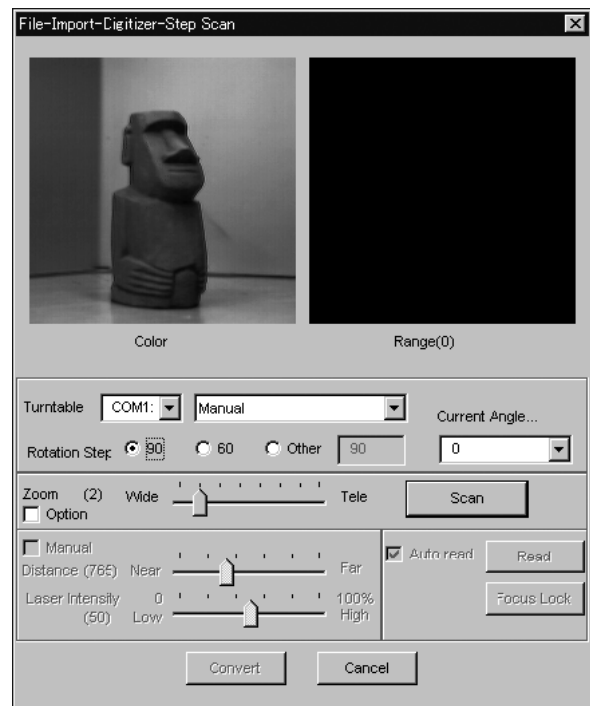 File-Import-Digitizer-Step Scan
Color
Range(0)
Turntable COM1: Manual
Current Angle...
Rotation Step 90 60 Other 90
0
Zoom (2) Wide Tele
Scan
Option
Manual
Auto read Read
Distance (765) Near Far
Laser Intensity 0 100%
(50) Low High
Focus Lock
Convert Cancel